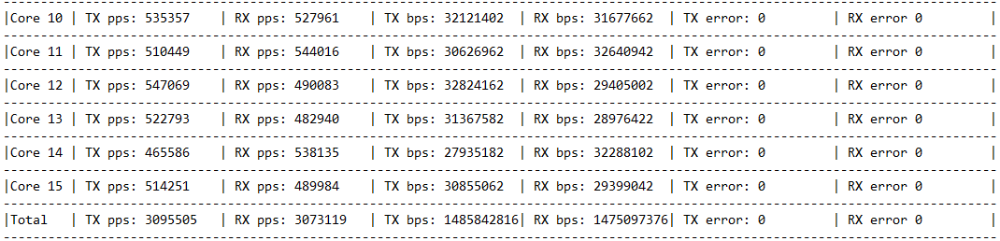 |Core 10 | TX pps: 535357 | RX pps: 527961 | TX bps: 32121402 | RX bps: 31677662 | TX error: 0 | RX error 0 |
|Core 11 | TX pps: 510449 | RX pps: 544016 | TX bps: 30626962 | RX bps: 32640942 | TX error: 0 | RX error 0 |
|Core 12 | TX pps: 547069 | RX pps: 490083 | TX bps: 32824162 | RX bps: 29405002 | TX error: 0 | RX error 0 |
|Core 13 | TX pps: 522793 | RX pps: 482940 | TX bps: 31367582 | RX bps: 28976422 | TX error: 0 | RX error 0 |
|Core 14 | TX pps: 465586 | RX pps: 538135 | TX bps: 27935182 | RX bps: 32288102 | TX error: 0 | RX error 0 |
|Core 15 | TX pps: 514251 | RX pps: 489984 | TX bps: 30855062 | RX bps: 29399042 | TX error: 0 | RX error 0 |
|Total | TX pps: 3095505 | RX pps: 3073119 | TX bps: 1485842816| RX bps: 1475097376| TX error: 0 | RX error 0 |